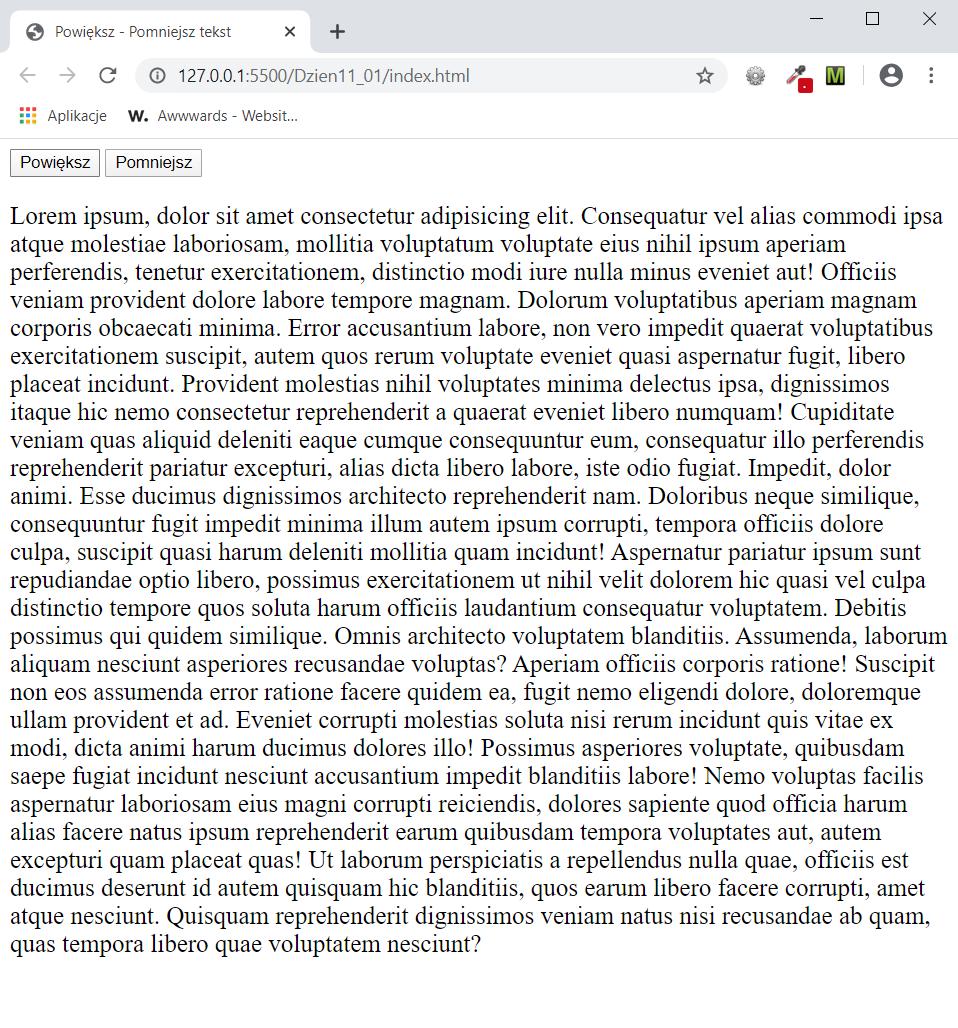 Powiększ - Pomniejsz tekst
127.0.0.1:5500/Dzien11_01/index.html
Aplikacje W. Awwwards - Websit...
Powiększ Pomniejsz
Lorem ipsum, dolor sit amet consectetur adipisicing elit. Consequatur vel alias commodi ipsa
atque molestiae laboriosam, mollitia voluptatum voluptate eius nihil ipsum aperiam
perferendis, tenetur exercitationem, distinctio modi iure nulla minus eveniet aut! Officiis
veniam provident dolore labore tempore magnam. Dolorum voluptatibus aperiam magnam
corporis obcaecati minima. Error accusantium labore, non vero impedit quaerat voluptatibus
exercitationem suscipit, autem quos rerum voluptate eveniet quasi aspernatur fugit, libero
placeat incidunt. Provident molestias nihil voluptates minima delectus ipsa, dignissimos
itaque hic nemo consectetur reprehenderit a quaerat eveniet libero numquam! Cupiditate
veniam quas aliquid deleniti eaque cumque consequuntur eum, consequatur illo perferendis
reprehenderit pariatur excepturi, alias dicta libero labore, iste odio fugiat. Impedit, dolor
animi. Esse ducimus dignissimos architecto reprehenderit nam. Doloribus neque similique,
consequuntur fugit impedit minima illum autem ipsum corrupti, tempora officiis dolore
culpa, suscipit quasi harum deleniti mollitia quam incidunt! Aspernatur pariatur ipsum sunt
repudiandae optio libero, possimus exercitationem ut nihil velit dolorem hic quasi vel culpa
distinctio tempore quos soluta harum officiis laudantium consequatur voluptatem. Debitis
possimus qui quidem similique. Omnis architecto voluptatem blanditiis. Assumenda, laborum
aliquam nesciunt asperiores recusandae voluptas? Aperiam officiis corporis ratione! Suscipit
non eos assumenda error ratione facere quidem ea, fugit nemo eligendi dolore, doloremque
ullam provident et ad. Eveniet corrupti molestias soluta nisi rerum incidunt quis vitae ex
modi, dicta animi harum ducimus dolores illo! Possimus asperiores voluptate, quibusdam
saepe fugiat incidunt nesciunt accusantium impedit blanditiis labore! Nemo voluptas facilis
aspernatur laboriosam eius magni corrupti reiciendis, dolores sapiente quod officia harum
alias facere natus ipsum reprehenderit earum quibusdam tempora voluptates aut, autem
excepturi quam placeat quas! Ut laborum perspiciatis a repellendus nulla quae, officiis est
ducimus deserunt id autem quisquam hic blanditiis, quos earum libero facere corrupti, amet
atque nesciunt. Quisquam reprehenderit dignissimos veniam natus nisi recusandae ab quam,
quas tempora libero quae voluptatem nesciunt?